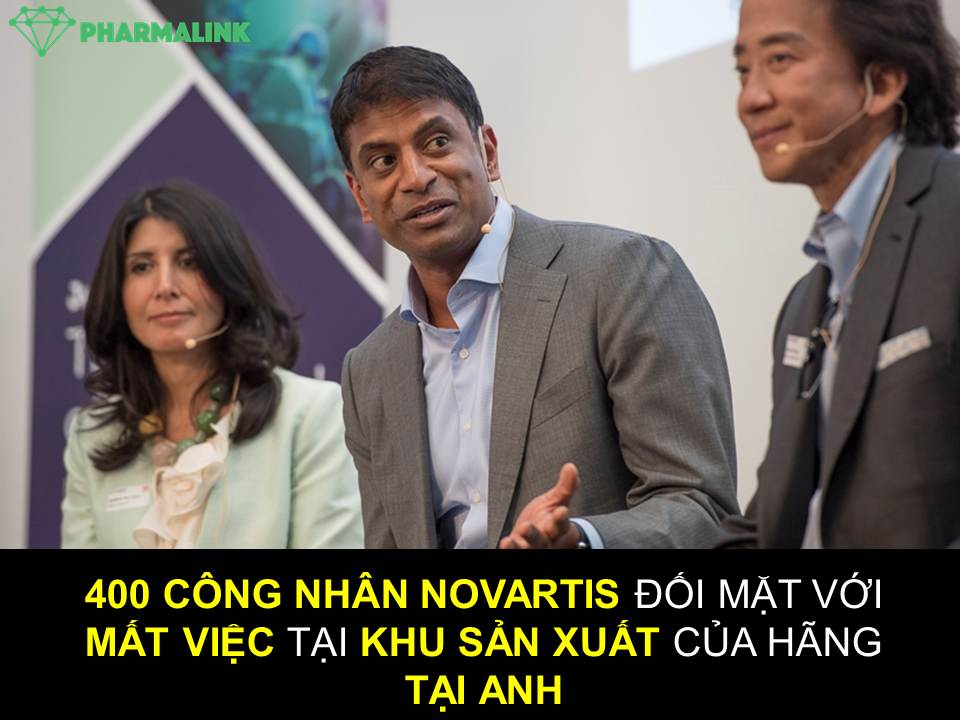 PHARMALINK
400 CÔNG NHÂN NOVARTIS ĐỐI MẶT VỚI
MẤT VIỆC TẠI KHU SẢN XUẤT CỦA HÃNG
TẠI ANH